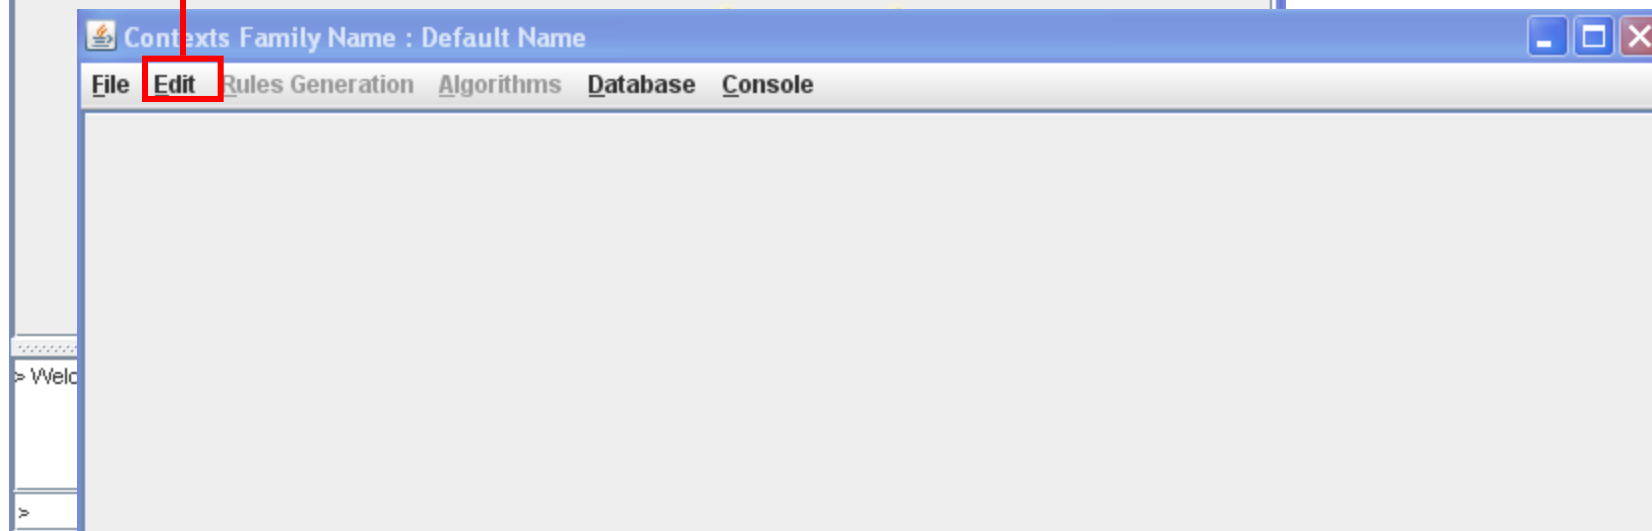 Contexts Family Name : Default Name
File Edit Rules Generation Algorithms Database Console
> Welc
>